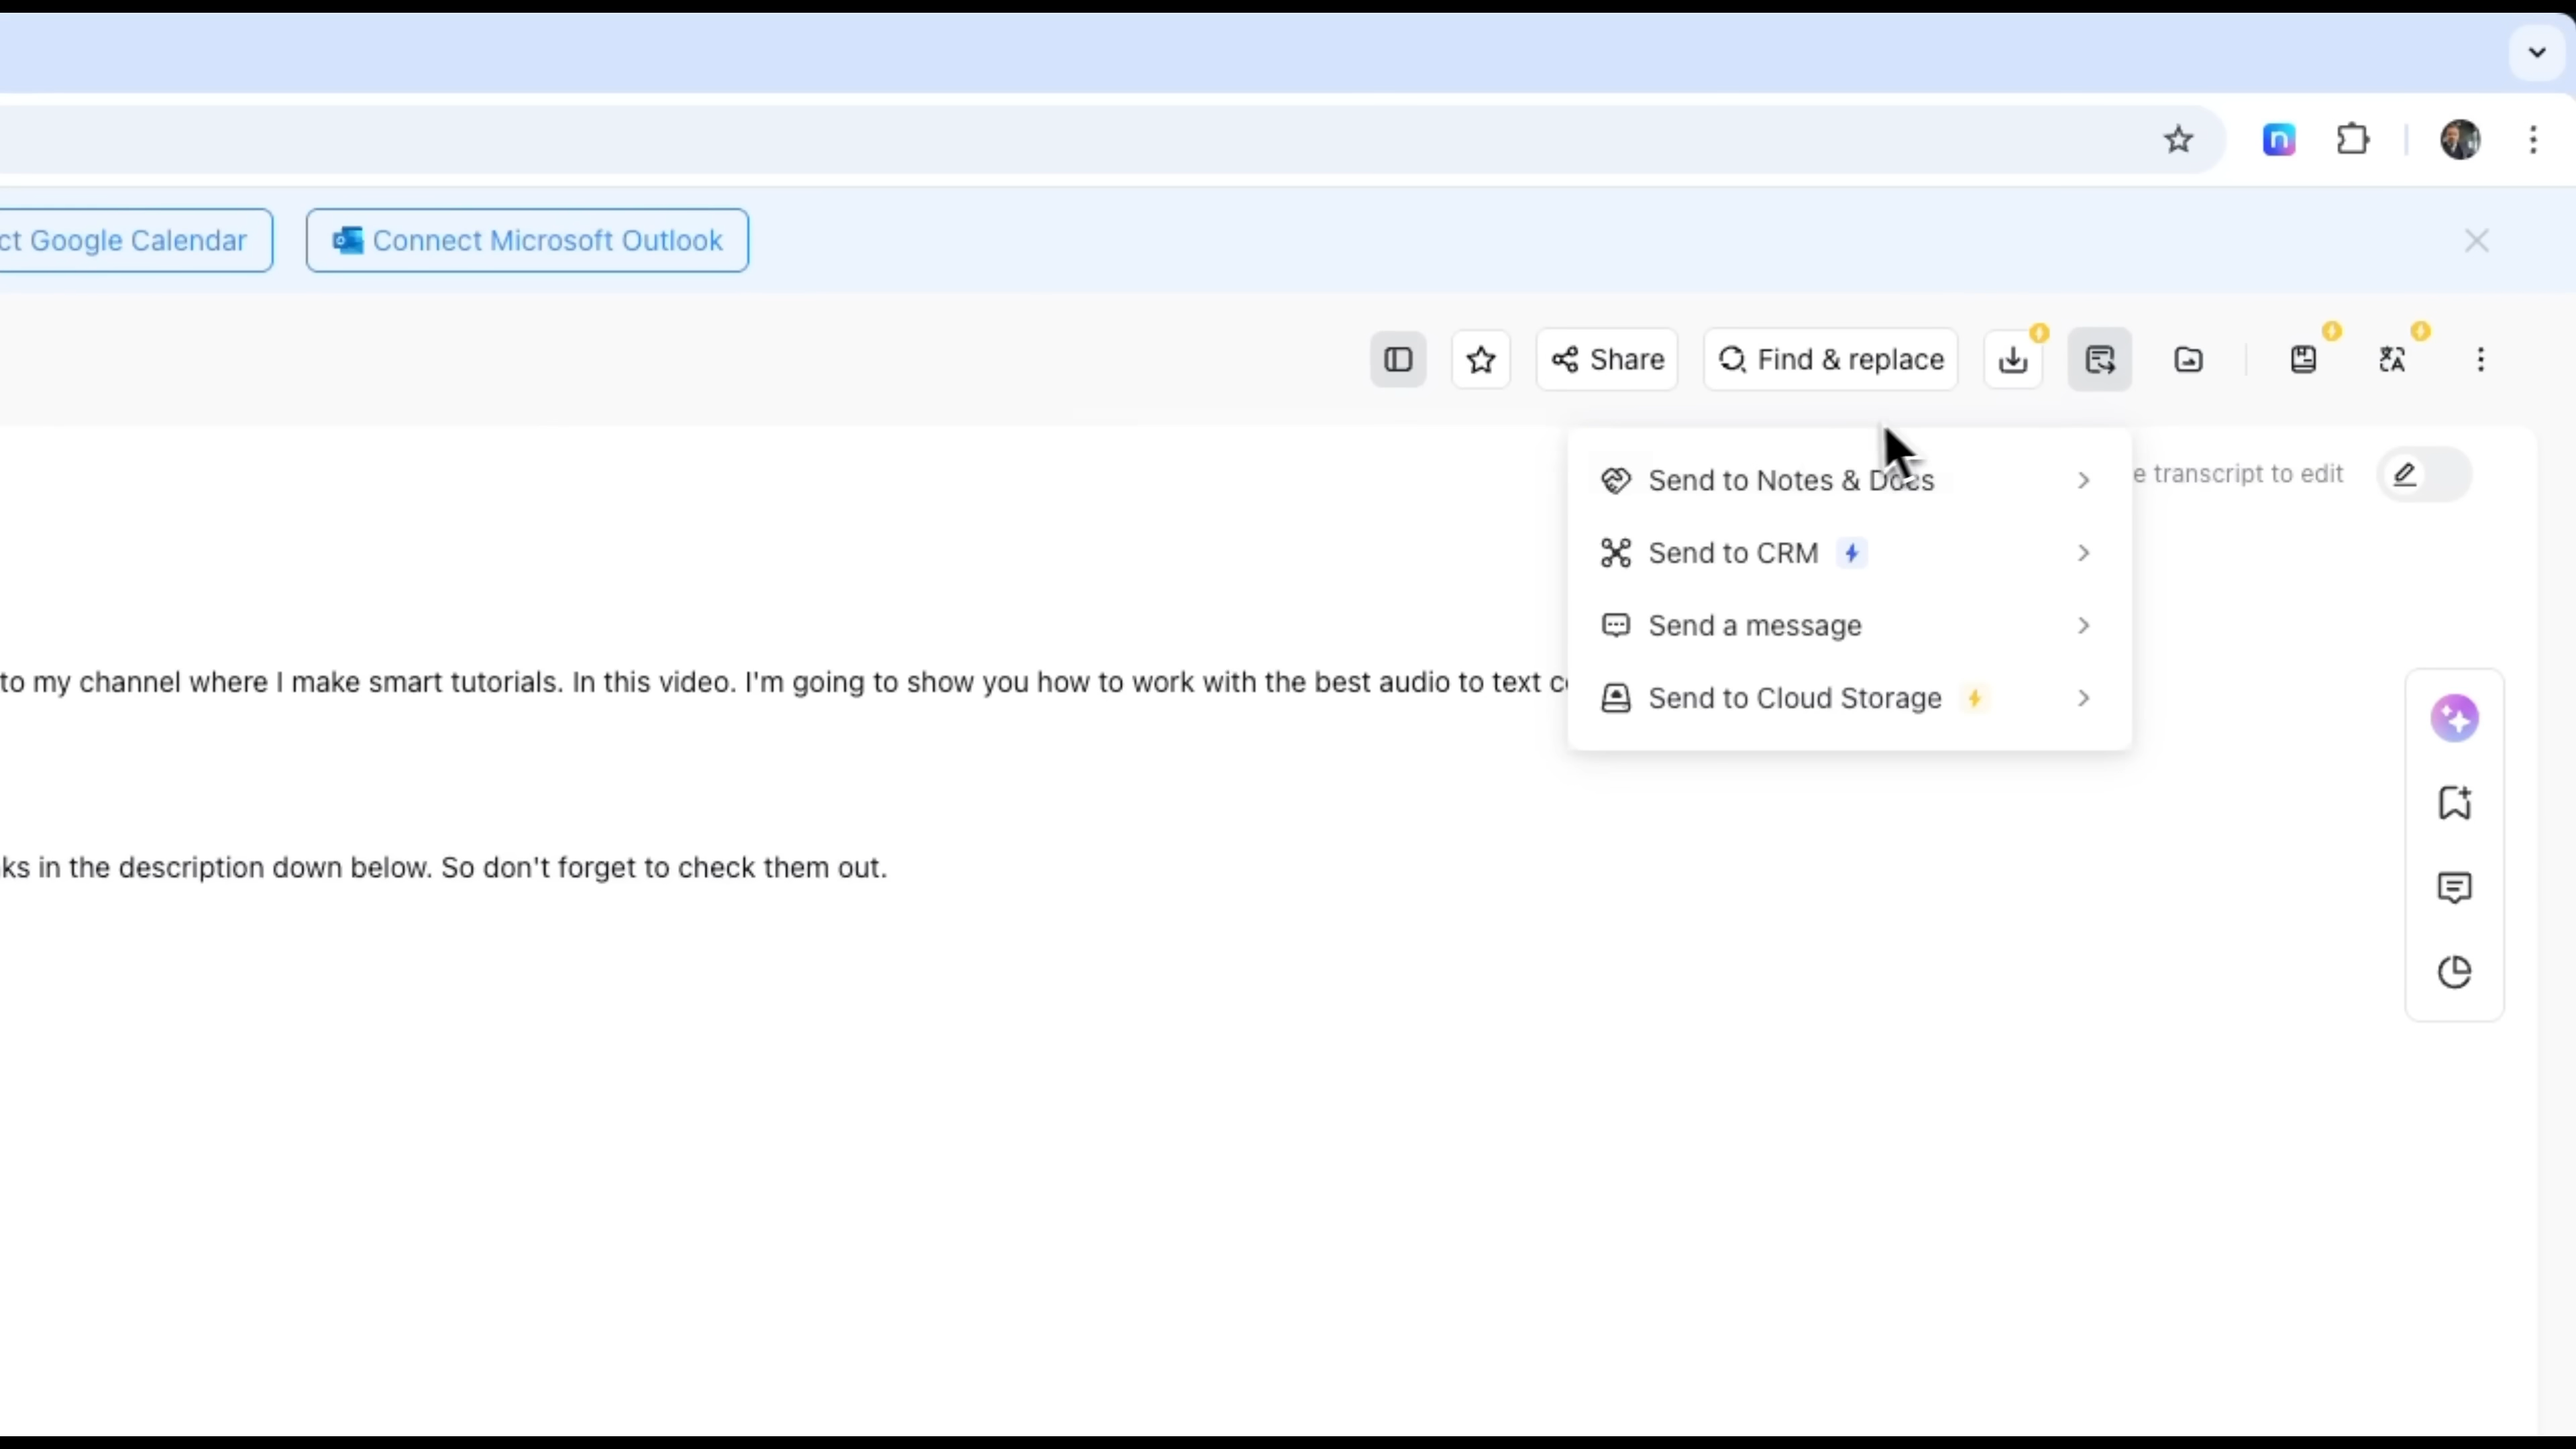 ct Google Calendar
Connect Microsoft Outlook
Share
Find & replace
Send to Notes & Docs
e transcript to edit
Send to CRM
Send a message
to my channel where I make smart tutorials. In this video. I'm going to show you how to work with the best audio to text c
Send to Cloud Storage
ks in the description down below. So don't forget to check them out.